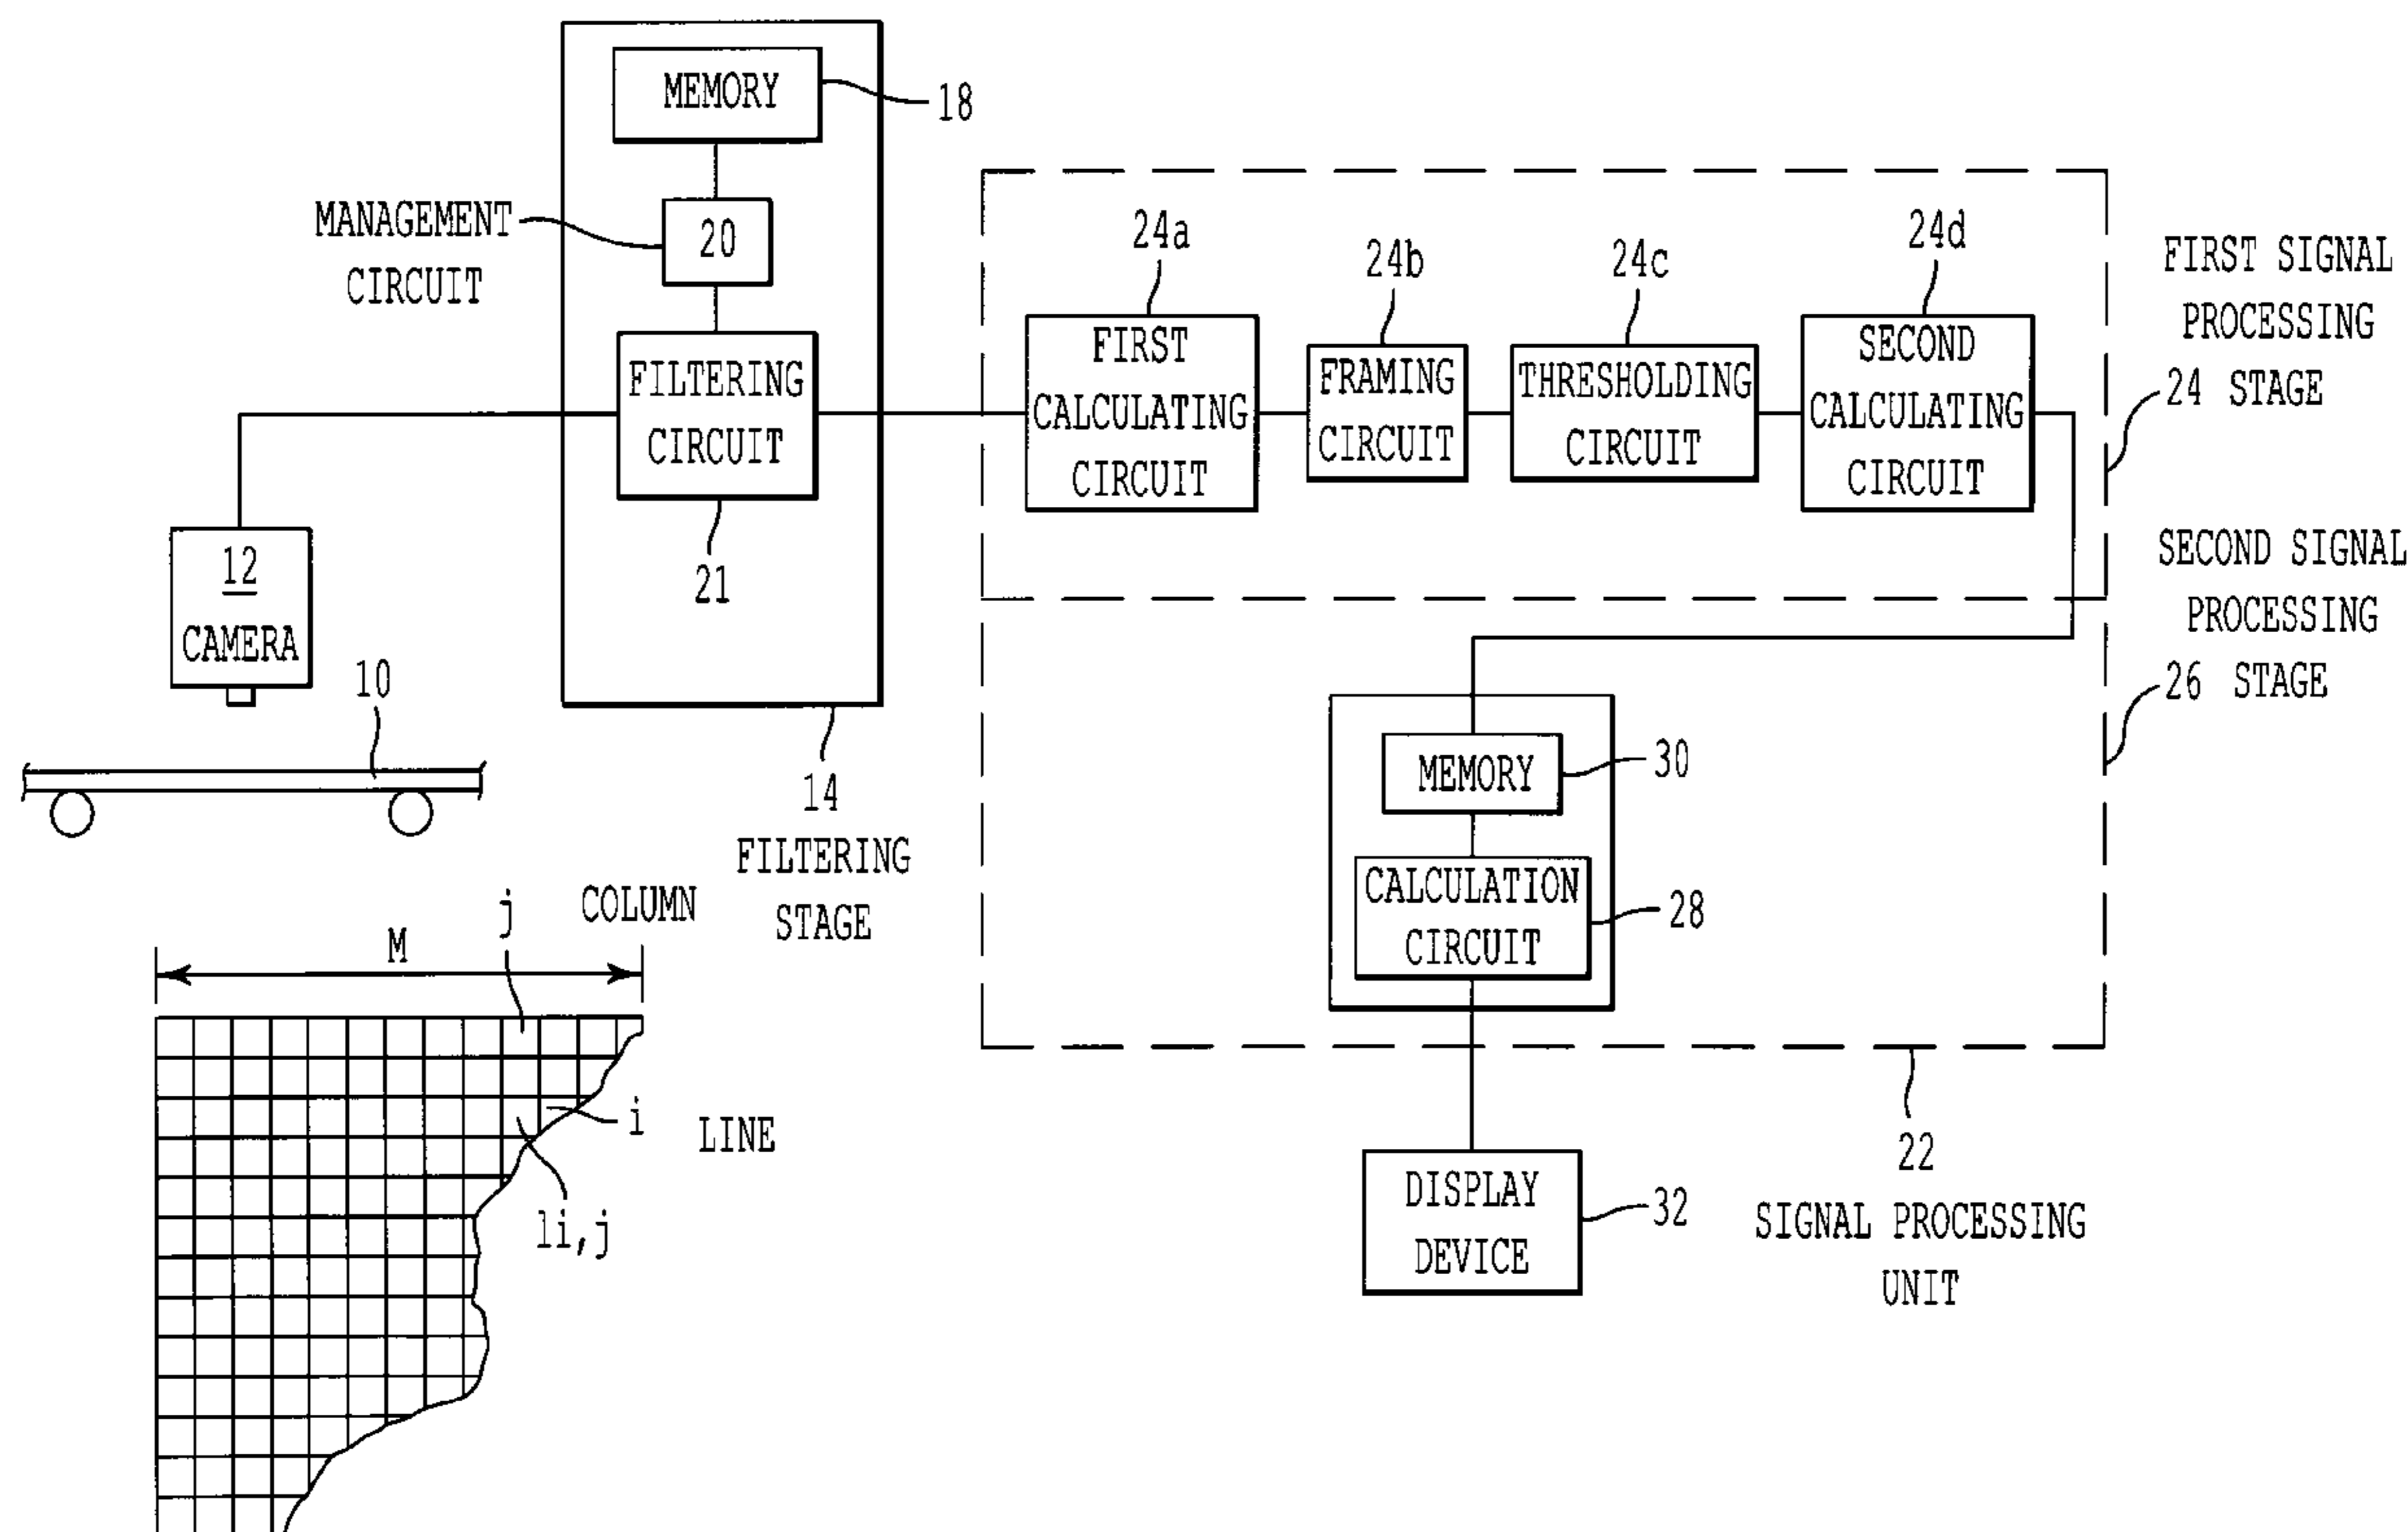 MEMORY
18
MANAGEMENT
CIRCUIT
20
FILTERING
CIRCUIT
21
14
FILTERING
STAGE
12
CAMERA
10
24a
FIRST
CALCULATING
CIRCUIT
24b
FRAMING
CIRCUIT
24c
THRESHOLDING
CIRCUIT
24d
SECOND
CALCULATING
CIRCUIT
FIRST SIGNAL
PROCESSING
24 STAGE
SECOND SIGNAL
PROCESSING
26 STAGE
MEMORY
30
CALCULATION
CIRCUIT
28
DISPLAY
DEVICE
32
22
SIGNAL PROCESSING
UNIT
M
j
COLUMN
i
LINE
li,j